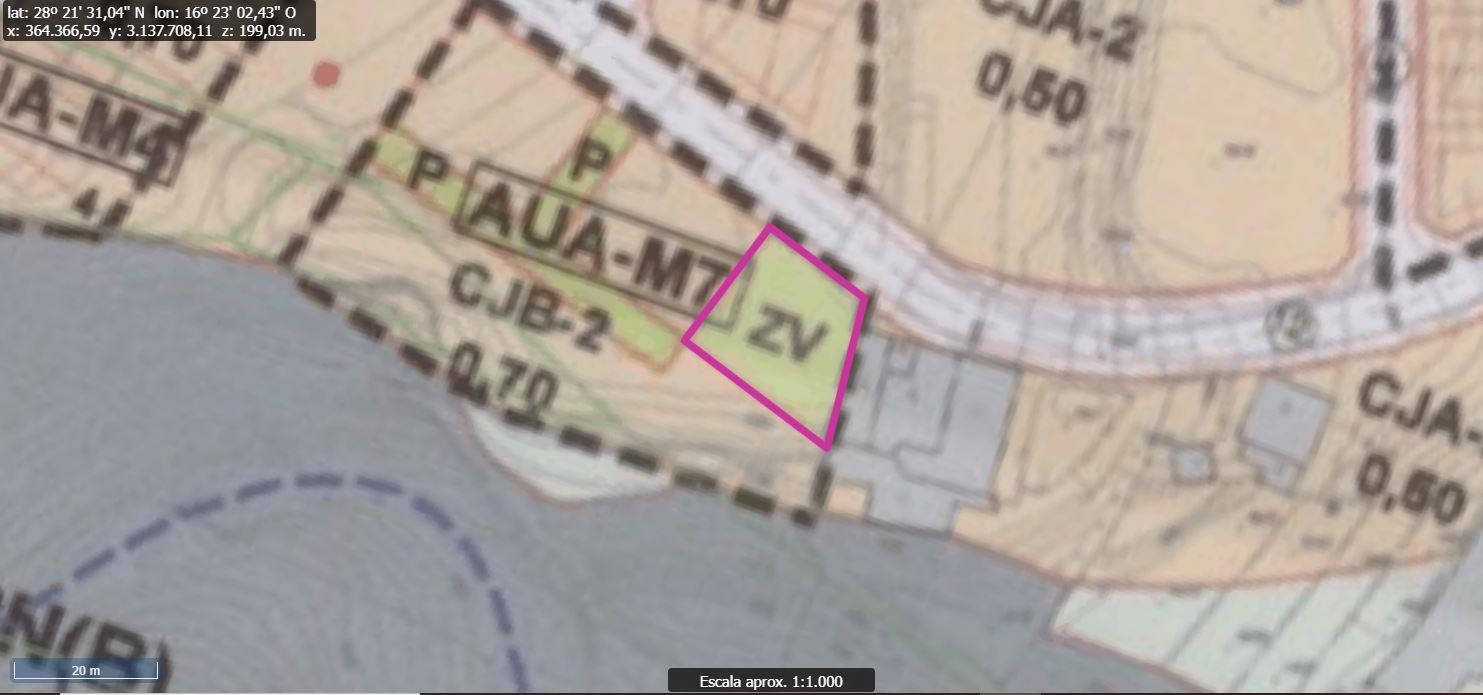 lat: 28º 21' 31,04" N  lon: 16º 23' 02,43" O
x: 364.366,59  y: 3.137.708,11  z: 199,03 m.
CJA-2
0,50
4
P
P
AUA-M7
CJB-2
0,70
ZV
CJA-
0,50
20 m
Escala aprox. 1:1.000